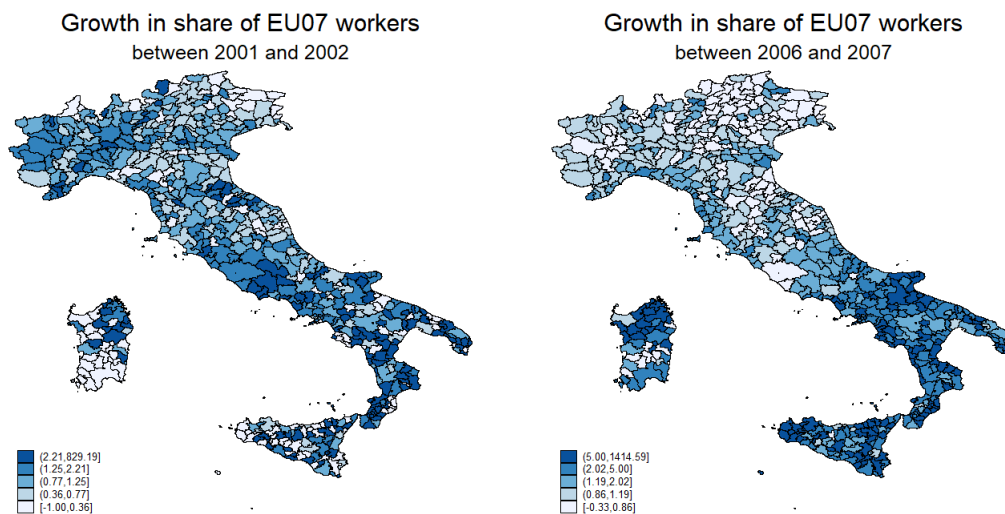 Growth in share of EU07 workers
between 2001 and 2002
(2.21,829.19]
(1.25,2.21]
(0.77,1.25]
(0.36,0.77]
[-1.00,0.36]
Growth in share of EU07 workers
between 2006 and 2007
(5.00,1414.59]
(2.02,5.00]
(1.19,2.02]
(0.86,1.19]
[-0.33,0.86]